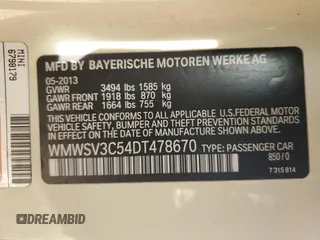 MFD BY BAYERISCHE MOTOREN WERKE AG
05-2013
GVWR 3494 lbs 1585 kg
GAWR FRONT 1918 lbs 870 kg
GAWR REAR 1664 lbs 755 kg
THIS VEHICLE CONFORMS TO ALL APPLICABLE U.S. FEDERAL MOTOR
VEHICLE SAFETY, BUMPER, AND THEFT PREVENTION STANDARDS
IN EFFECT ON THE DATE OF MANUFACTURE SHOWN ABOVE.
WMWSV3C54DT478670 TYPE: PASSENGER CAR
850 / 0
7 315 814
MINI
6790179
DREAMBID